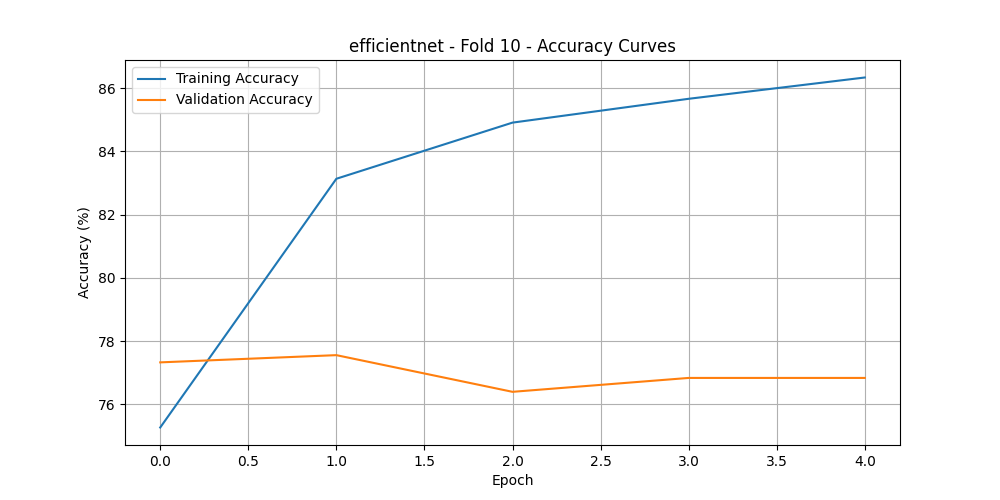 efficientnet - Fold 10 - Accuracy Curves
Training Accuracy
Validation Accuracy
Accuracy (%)
86
84
82
80
78
76
0.0 0.5 1.0 1.5 2.0 2.5 3.0 3.5 4.0
Epoch